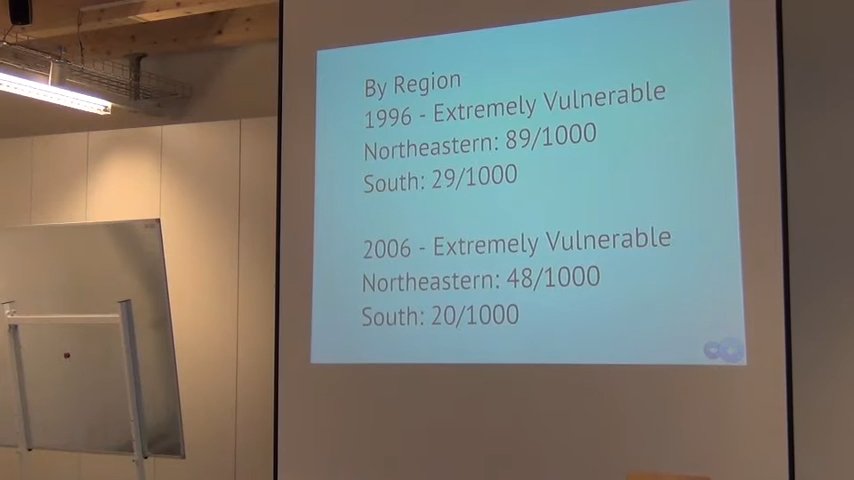 By Region
1996 - Extremely Vulnerable
Northeastern: 89/1000
South: 29/1000
2006 - Extremely Vulnerable
Northeastern: 48/1000
South: 20/1000